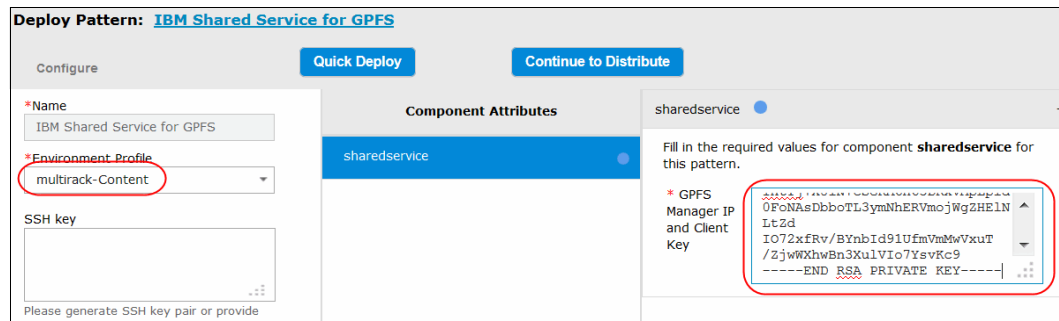 Deploy Pattern: IBM Shared Service for GPFS
Configure
Quick Deploy
Continue to Distribute
*Name
IBM Shared Service for GPFS
*Environment Profile
multirack-Content
SSH key
Please generate SSH key pair or provide
Component Attributes
sharedservice
sharedservice
Fill in the required values for component sharedservice for
this pattern.
* GPFS
Manager IP
and Client
Key
0FoNAsDbboTL3ymNhERVmojWgZHElN
LtZd
IO72xfRv/BYnbId91UfmVmMwVxuT
/ZjwWXhwBn3XulVIo7YsvKc9
-----END RSA PRIVATE KEY-----